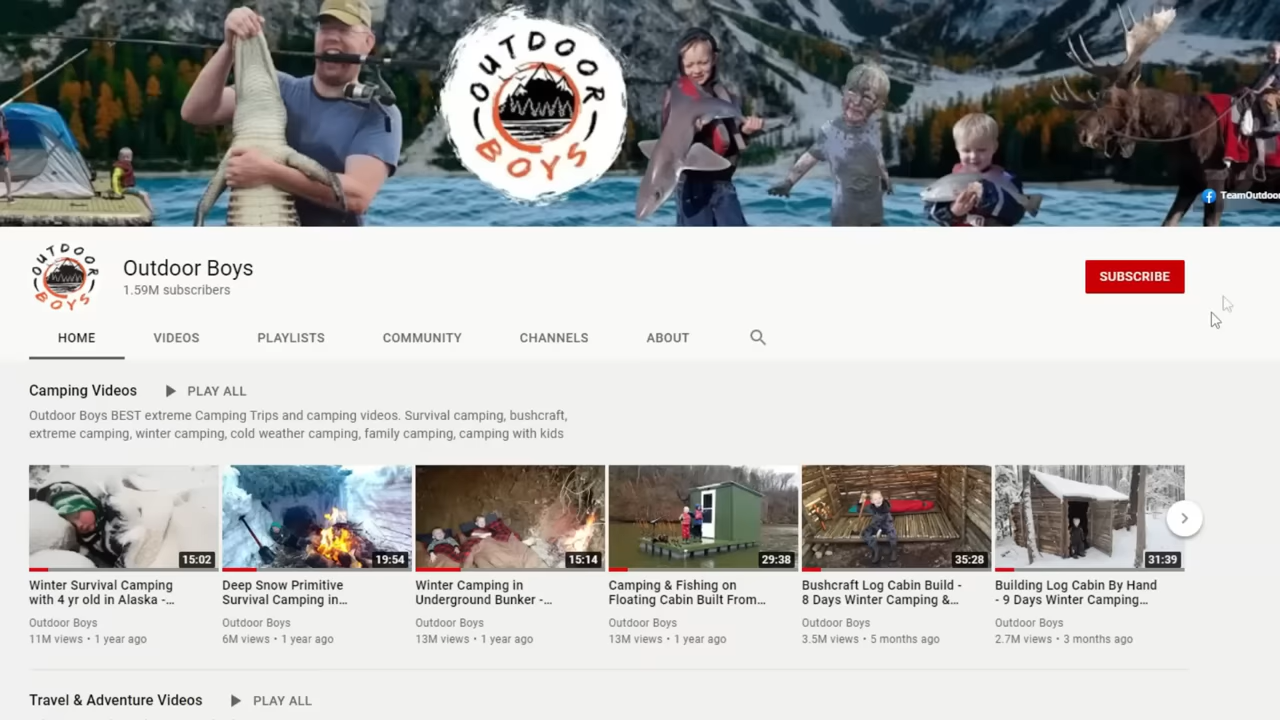 OUTDOOR
BOYS
TeamOutdoor
OUTDOOR
BOYS
Outdoor Boys
1.59M subscribers
SUBSCRIBE
HOME VIDEOS PLAYLISTS COMMUNITY CHANNELS ABOUT
Camping Videos PLAY ALL
Outdoor Boys BEST extreme Camping Trips and camping videos. Survival camping, bushcraft,
extreme camping, winter camping, cold weather camping, family camping, camping with kids
15:02 19:54 15:14 29:38 35:28 31:39
Winter Survival Camping
with 4 yr old in Alaska -...
Outdoor Boys
11M views • 1 year ago
Deep Snow Primitive
Survival Camping in...
Outdoor Boys
6M views • 1 year ago
Winter Camping in
Underground Bunker -...
Outdoor Boys
13M views • 1 year ago
Camping & Fishing on
Floating Cabin Built From...
Outdoor Boys
13M views • 1 year ago
Bushcraft Log Cabin Build -
8 Days Winter Camping &...
Outdoor Boys
3.5M views • 5 months ago
Building Log Cabin By Hand
- 9 Days Winter Camping...
Outdoor Boys
2.7M views • 3 months ago
Travel & Adventure Videos PLAY ALL